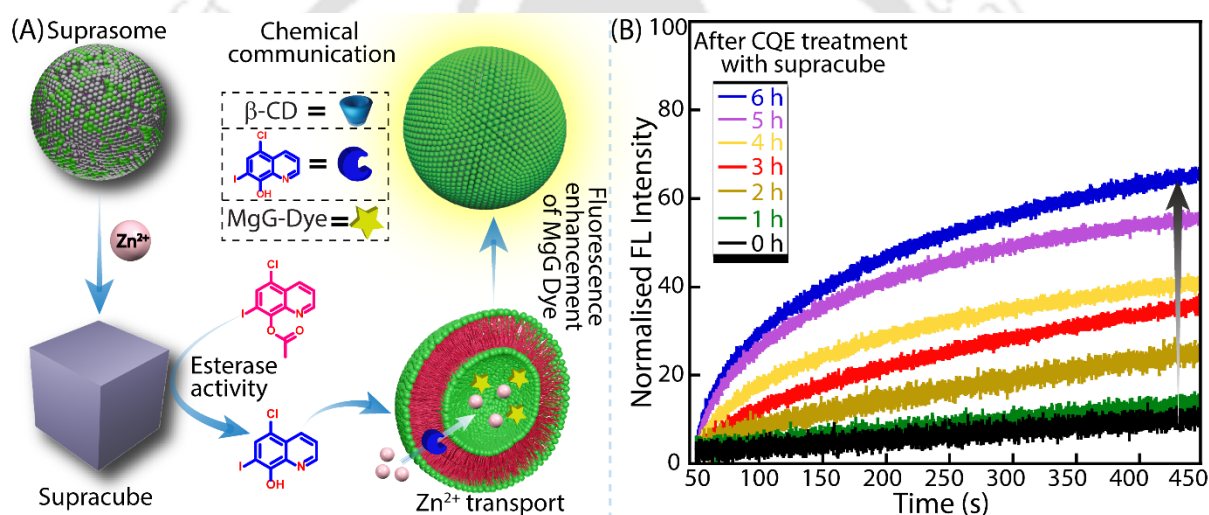 (A) Suprasome
Chemical
communication
β-CD =
Cl
I
N
OH
=
MgG-Dye=
Zn²⁺
Cl
I
N
O
O
Esterase
activity
Cl
I
N
OH
Supracube
Fluorescence
enhancement
of MgG Dye
Zn²⁺ transport
(B)
After CQE treatment
with supracube
6 h
5 h
4 h
3 h
2 h
1 h
0 h
Normalised FL Intensity
100
80
60
40
20
0
50 100 150 200 250 300 350 400 450
Time (s)